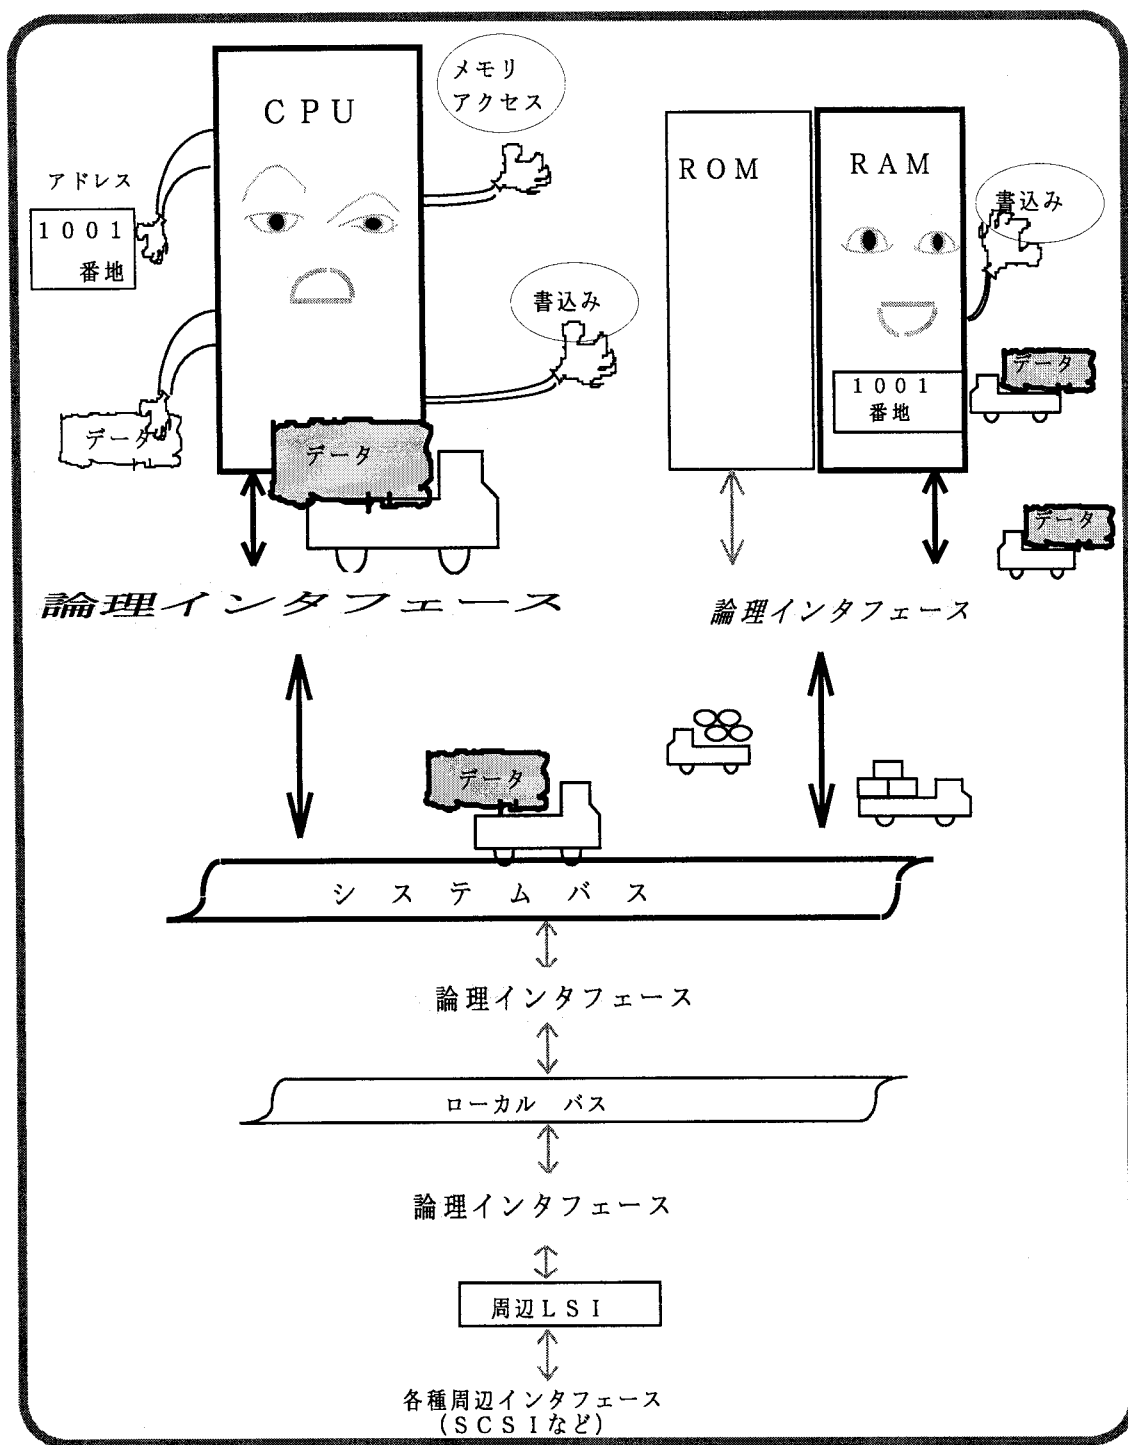 メモリ
アクセス
ＣＰＵ
アドレス
１００１
番地
書込み
データ
データ
ＲＯＭ
ＲＡＭ
書込み
１００１
番地
データ
データ
論理インタフェース
論理インタフェース
データ
システムバス
論理インタフェース
ローカル バス
論理インタフェース
周辺ＬＳＩ
各種周辺インタフェース
（ＳＣＳＩなど）